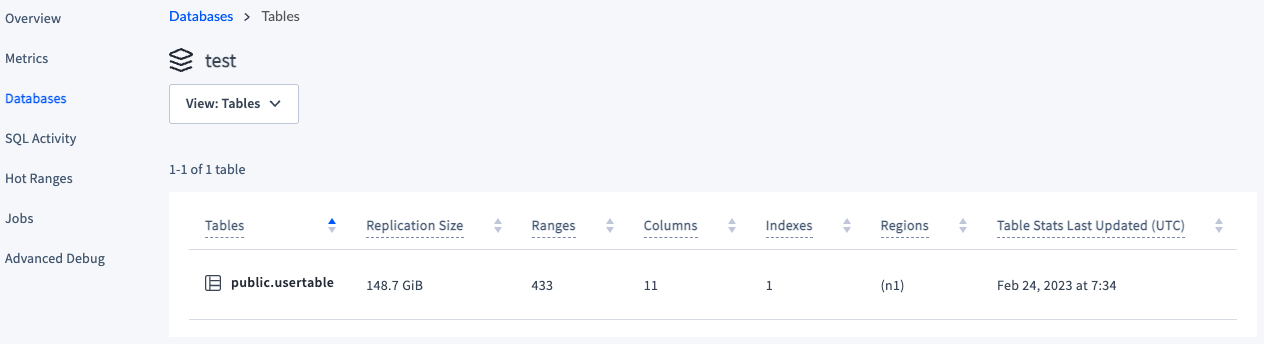 Overview
Metrics
Databases
SQL Activity
Hot Ranges
Jobs
Advanced Debug
Databases > Tables
test
View: Tables
1-1 of 1 table
Tables Replication Size Ranges Columns Indexes Regions Table Stats Last Updated (UTC)
public.usertable 148.7 GiB 433 11 1 (n1) Feb 24, 2023 at 7:34